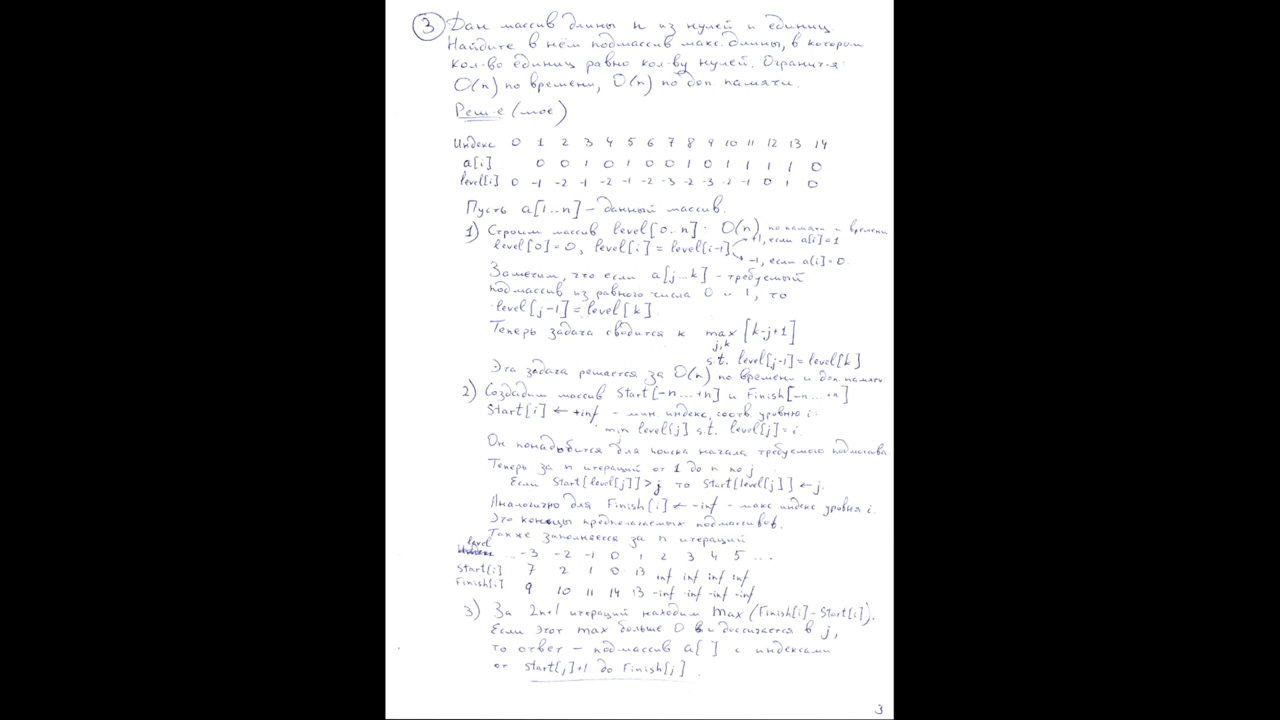 3 Дан массив длины n из нулей и единиц.
Найдите в нём подмассив макс. длины, в котором
кол-во единиц равно кол-ву нулей. Огранич-я:
O(n) по времени, O(n) по доп. памяти.
Реш-е (мое)
Индекс 0 1 2 3 4 5 6 7 8 9 10 11 12 13 14
a[i] 0 0 1 0 1 0 0 1 0 1 1 1 1 0
level[i] 0 -1 -2 -1 -2 -1 -2 -3 -2 -3 -2 -1 0 1 0
Пусть a[1..n] - данный массив.
1) Строим массив level[0..n]. O(n) по памяти и времени
level[0]=0, level[i] = level[i-1] +1, если a[i]=1
-1, если a[i]=0.
Заметим, что если a[j...k] - требуемый
подмассив из равного числа 0 и 1, то
level[j-1] = level[k]
Теперь задача сводится к max [k-j+1]
j,k
s.t. level[j-1]=level[k]
Эта задача решается за O(n) по времени и доп. памяти.
2) Создадим массив Start[-n...+n] и Finish[-n...+n]
Start[i] ← +inf - мин. индекс, соотв. уровню i:
min level[j] s.t. level[j]=i.
Он понадобится для поиска начала требуемого подмассива
Теперь за n итераций от 1 до n по j
Если Start[level[j]]>j то Start[level[j]] ← j.
Аналогично для Finish[i] ← -inf - макс индекс уровня i.
Это концы предполагаемых подмассивов.
Также заполняется за n итераций
level ... -3 -2 -1 0 1 2 3 4 5 ...
Start[i] 7 2 1 0 13 inf inf inf inf
Finish[i] 9 10 11 14 13 -inf -inf -inf -inf
3) За 2n+1 итераций находим max (Finish[i]-Start[i]).
Если этот max больше 0 и достигается в j,
то ответ - подмассив a[ ] с индексами
от Start[j]+1 до Finish[j].
3